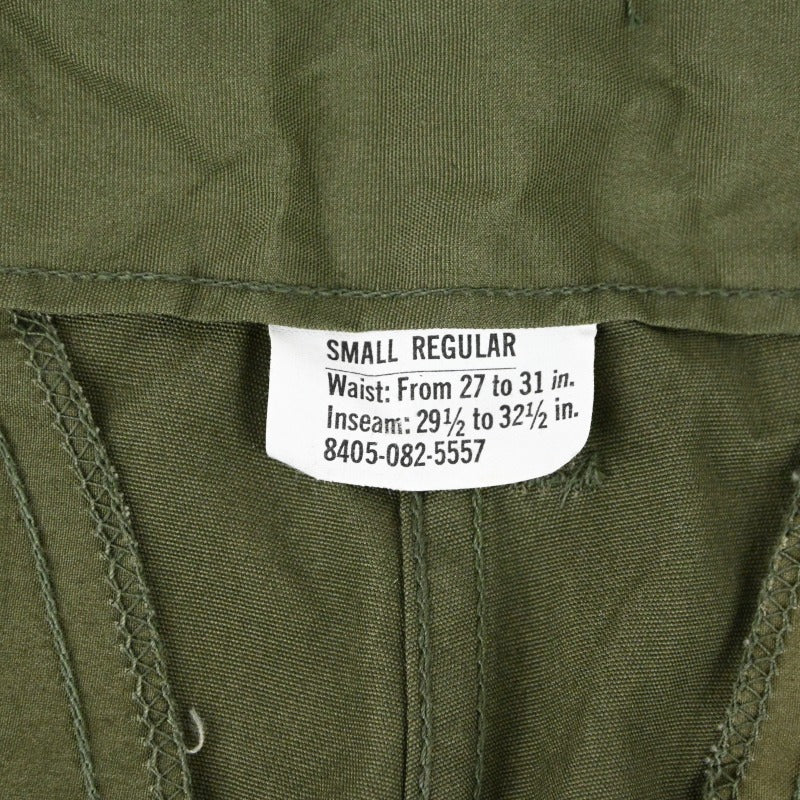 SMALL REGULAR
Waist: From 27 to 31 in.
Inseam: 29½ to 32½ in.
8405-082-5557